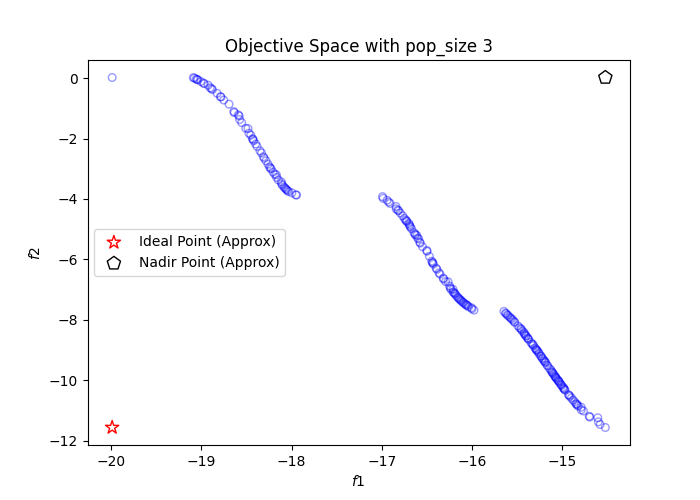 Objective Space with pop_size 3
0
−2
−4
−6
−8
−10
−12
f2
Ideal Point (Approx)
Nadir Point (Approx)
−20
−19
−18
−17
−16
−15
f1